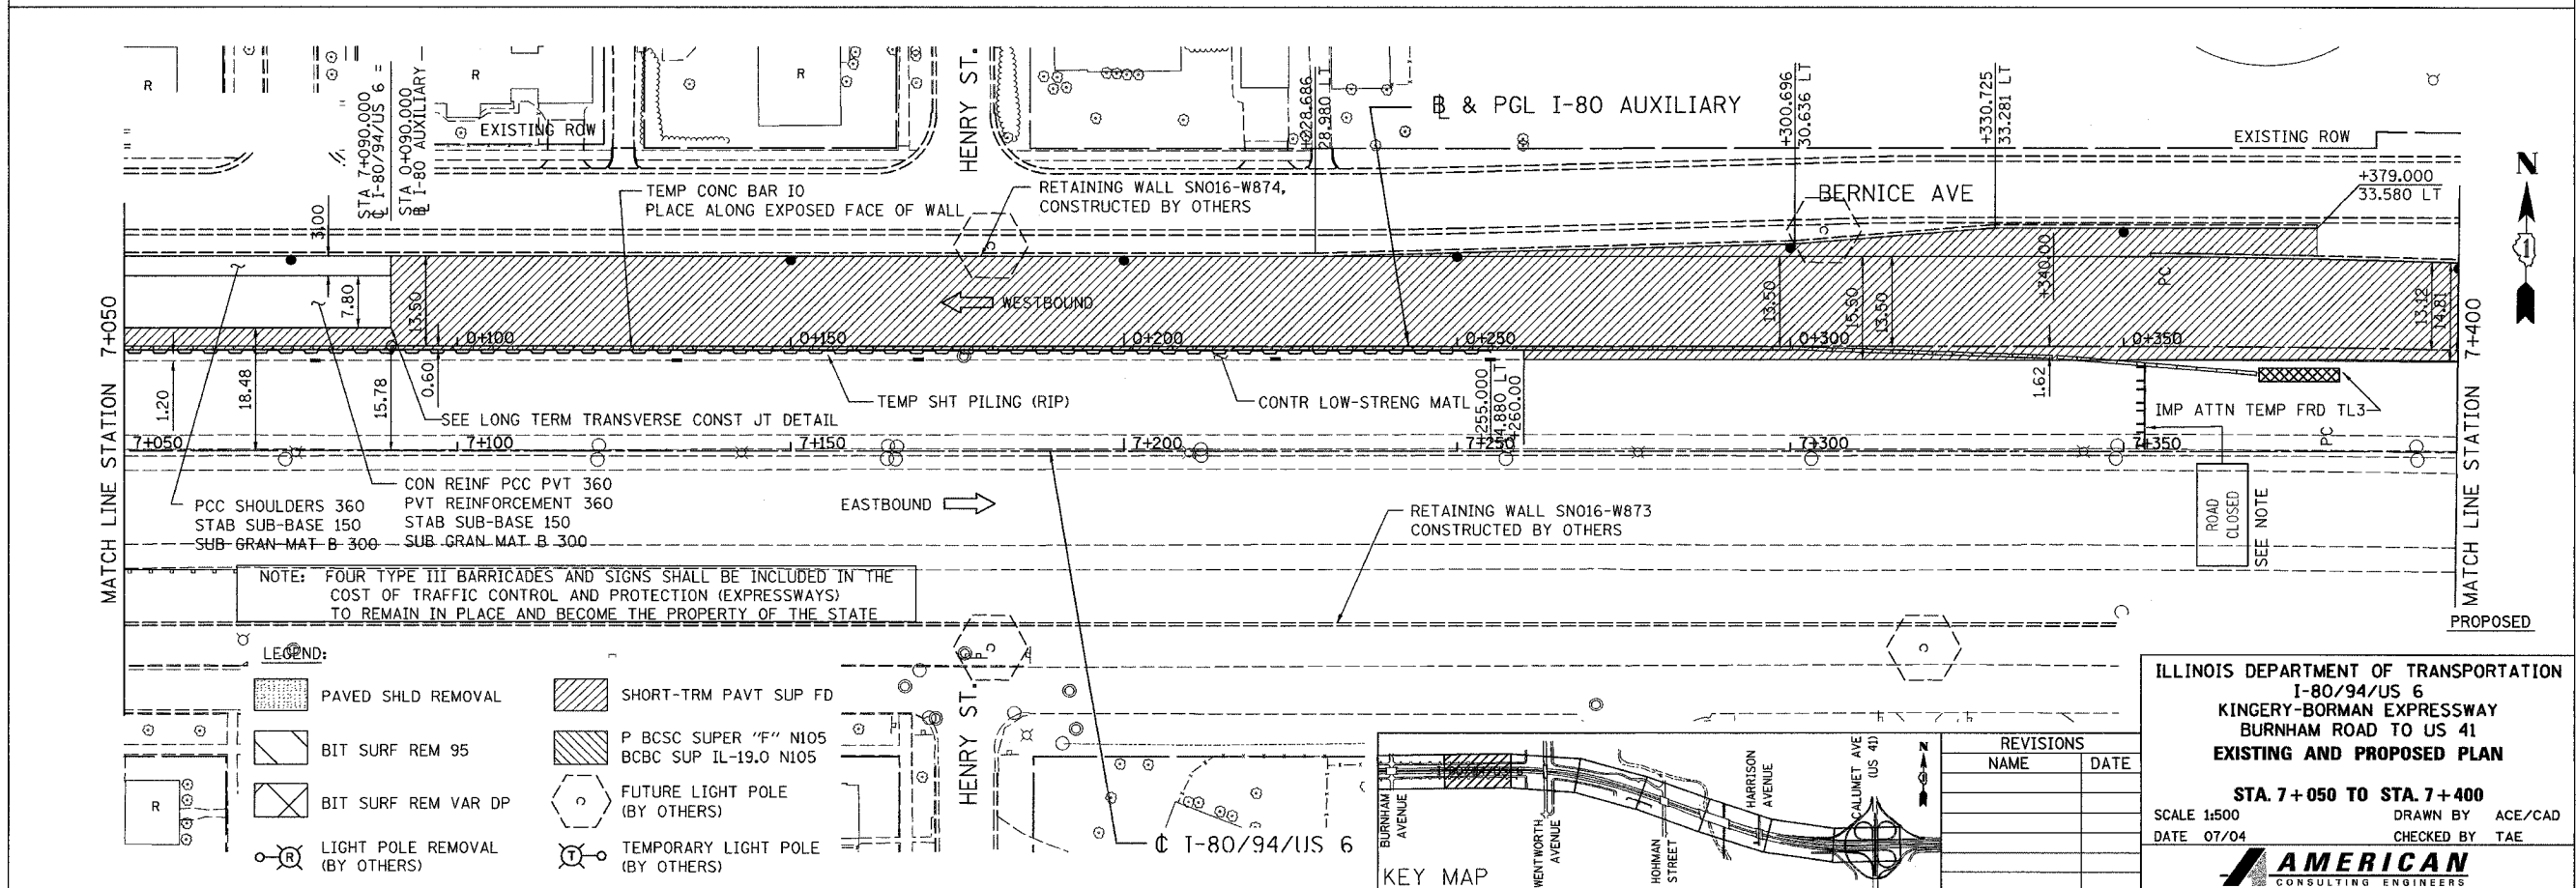 R
R
R
HENRY ST.
STA 7+090.000
℄ I-80/94/US 6 =
STA 0+090.000
BL I-80 AUXILIARY
EXISTING ROW
+228.686
28.980 LT
BL & PGL I-80 AUXILIARY
+300.696
30.636 LT
+330.725
33.281 LT
EXISTING ROW
N
1
+379.000
33.580 LT
TEMP CONC BAR IO
PLACE ALONG EXPOSED FACE OF WALL
RETAINING WALL SN016-W874,
CONSTRUCTED BY OTHERS
BERNICE AVE
3.00
7.80
13.50
WESTBOUND
13.50
15.90
13.50
+340.00
PC
13.12
14.81
MATCH LINE STATION 7+050
0+100
0+150
0+200
0+250
0+300
0+350
MATCH LINE STATION 7+400
1.20
18.48
15.78
0.60
TEMP SHT PILING (RIP)
CONTR LOW-STRENG MATL
+255.000
14.880 LT
+260.00
1.62
IMP ATTN TEMP FRD TL3
SEE LONG TERM TRANSVERSE CONST JT DETAIL
7+050
7+100
7+150
7+200
7+250
7+300
7+350
PC
PCC SHOULDERS 360
STAB SUB-BASE 150
SUB GRAN MAT B 300
CON REINF PCC PVT 360
PVT REINFORCEMENT 360
STAB SUB-BASE 150
SUB GRAN MAT B 300
EASTBOUND
RETAINING WALL SN016-W873
CONSTRUCTED BY OTHERS
ROAD
CLOSED
SEE NOTE
NOTE: FOUR TYPE III BARRICADES AND SIGNS SHALL BE INCLUDED IN THE
COST OF TRAFFIC CONTROL AND PROTECTION (EXPRESSWAYS)
TO REMAIN IN PLACE AND BECOME THE PROPERTY OF THE STATE
PROPOSED
LEGEND:
PAVED SHLD REMOVAL
SHORT-TRM PAVT SUP FD
BIT SURF REM 95
P BCSC SUPER "F" N105
BCBC SUP IL-19.0 N105
BIT SURF REM VAR DP
FUTURE LIGHT POLE
(BY OTHERS)
R
LIGHT POLE REMOVAL
(BY OTHERS)
T
TEMPORARY LIGHT POLE
(BY OTHERS)
R
HENRY ST.
℄ I-80/94/US 6
BURNHAM
AVENUE
WENTWORTH
AVENUE
HOHMAN
STREET
HARRISON
AVENUE
CALUMET AVE
(US 41)
N
KEY MAP
REVISIONS
NAME
DATE
ILLINOIS DEPARTMENT OF TRANSPORTATION
I-80/94/US 6
KINGERY-BORMAN EXPRESSWAY
BURNHAM ROAD TO US 41
EXISTING AND PROPOSED PLAN
STA. 7+050 TO STA. 7+400
SCALE 1:500
DRAWN BY ACE/CAD
DATE 07/04
CHECKED BY TAE
AMERICAN
CONSULTING ENGINEERS